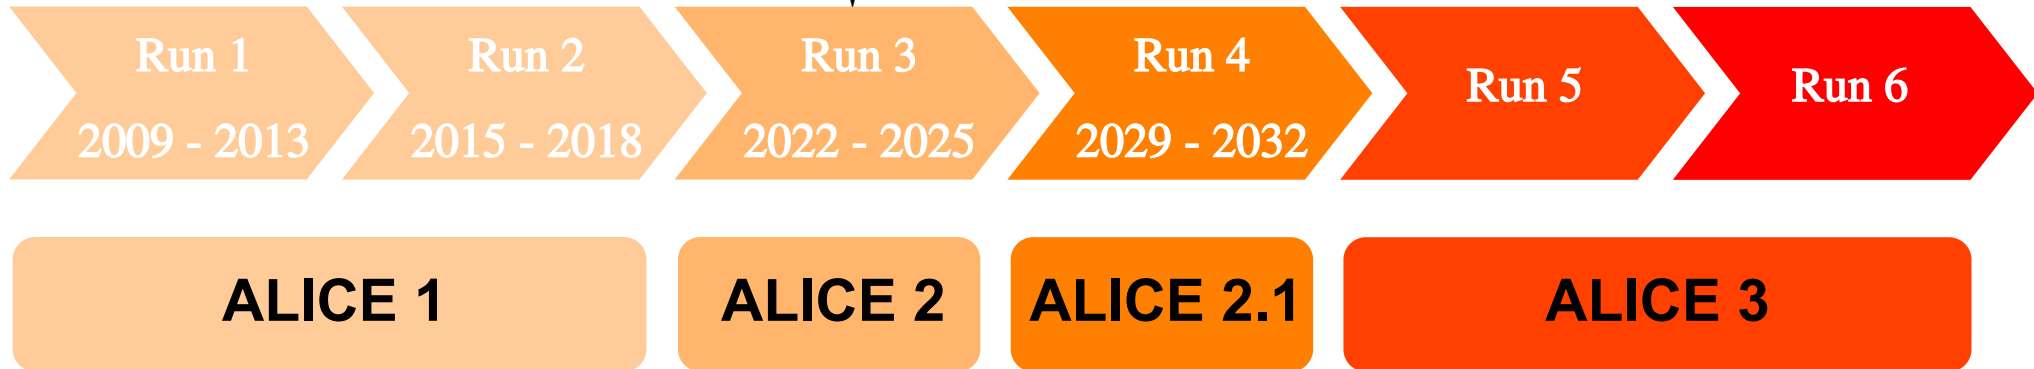 Run 1
2009 - 2013
Run 2
2015 - 2018
Run 3
2022 - 2025
Run 4
2029 - 2032
Run 5
Run 6
ALICE 1
ALICE 2
ALICE 2.1
ALICE 3